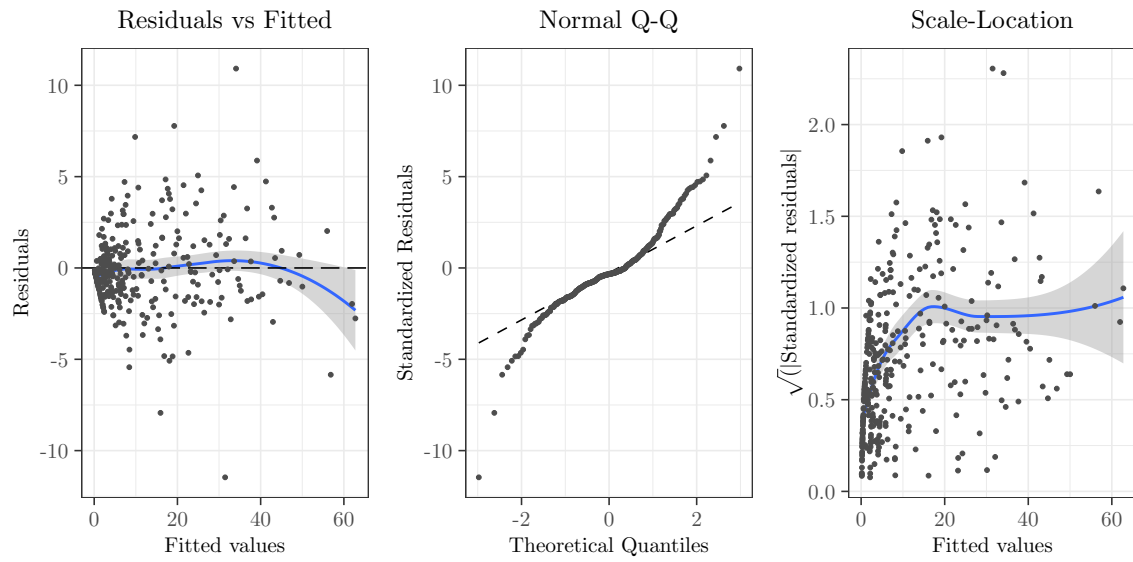 Residuals vs Fitted
Normal Q-Q
Scale-Location
Residuals
10
5
0
-5
-10
0
20
40
60
Fitted values
Standardized Residuals
10
5
0
-5
-10
-2
0
2
Theoretical Quantiles
√(|Standardized residuals|
2.0
1.5
1.0
0.5
0.0
0
20
40
60
Fitted values